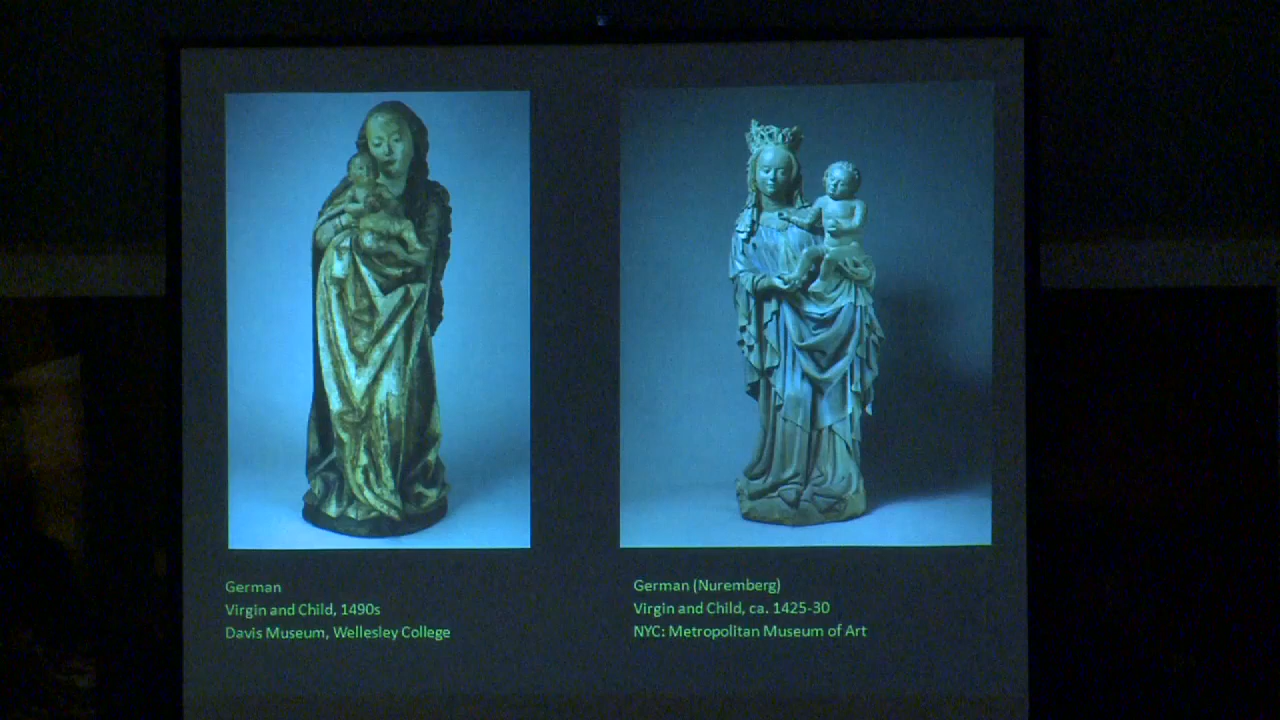 German
Virgin and Child, 1490s
Davis Museum, Wellesley College
German (Nuremberg)
Virgin and Child, ca. 1425-30
NYC: Metropolitan Museum of Art